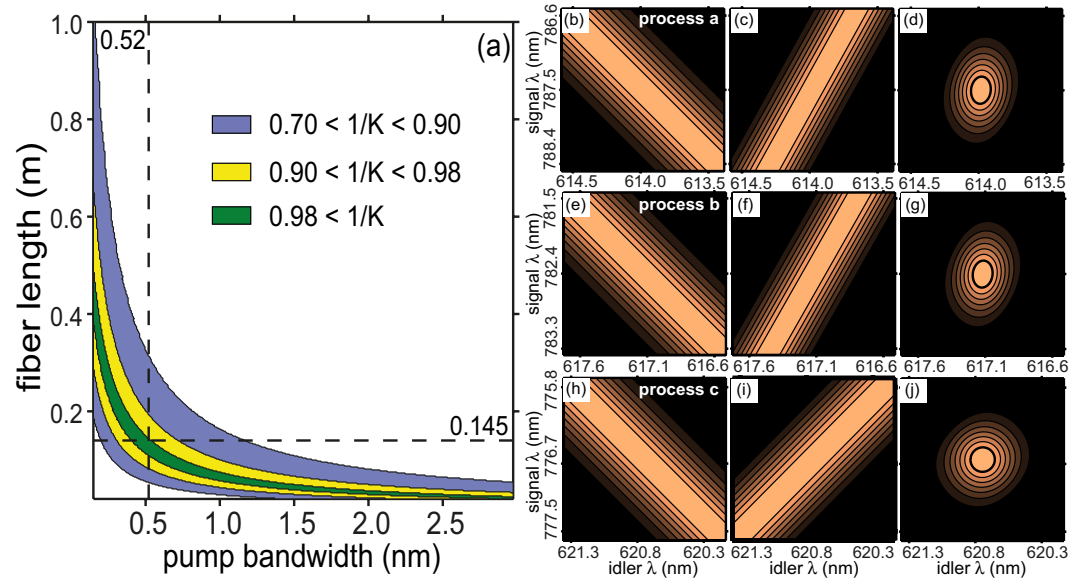 (a)
1.0
0.8
0.6
0.4
0.2
0.52
0.145
0.70 < 1/K < 0.90
0.90 < 1/K < 0.98
0.98 < 1/K
fiber length (m)
0.5 1.0 1.5 2.0 2.5
pump bandwidth (nm)
(b) process a (c) (d)
signal λ (nm)
786.6
787.5
788.4
614.5 614.0 613.5 614.5 614.0 613.5 614.5 614.0 613.5
(e) process b (f) (g)
signal λ (nm)
781.5
782.4
783.3
617.6 617.1 616.6 617.6 617.1 616.6 617.6 617.1 616.6
(h) process c (i) (j)
signal λ (nm)
775.8
776.7
777.5
621.3 620.8 620.3 621.3 620.8 620.3 621.3 620.8 620.3
idler λ (nm) idler λ (nm) idler λ (nm)